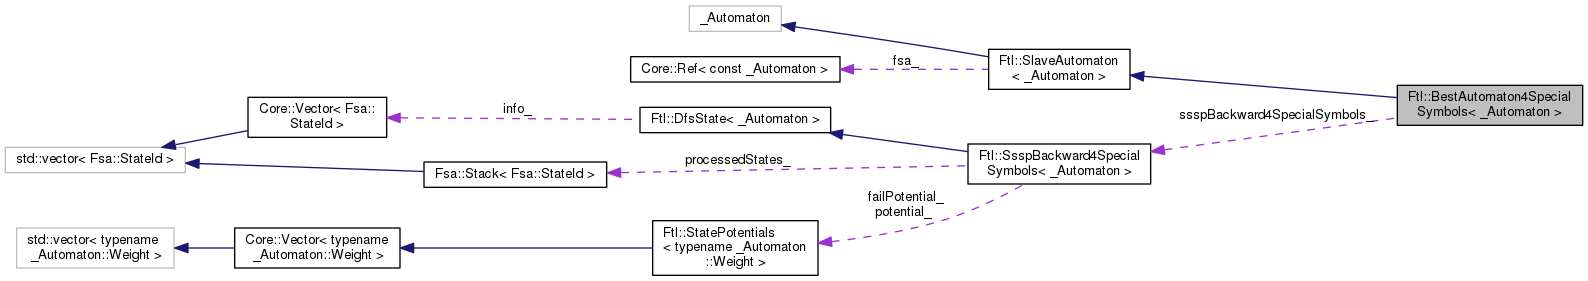 _Automaton
Core::Ref< const _Automaton >
fsa_
Ftl::SlaveAutomaton
< _Automaton >
Ftl::BestAutomaton4Special
Symbols< _Automaton >
Core::Vector< Fsa::
StateId >
info_
Ftl::DfsState< _Automaton >
ssspBackward4SpecialSymbols_
std::vector< Fsa::StateId >
Fsa::Stack< Fsa::StateId >
processedStates_
Ftl::SsspBackward4Special
Symbols< _Automaton >
failPotential_
potential_
std::vector< typename
_Automaton::Weight >
Core::Vector< typename
_Automaton::Weight >
Ftl::StatePotentials
< typename _Automaton
::Weight >